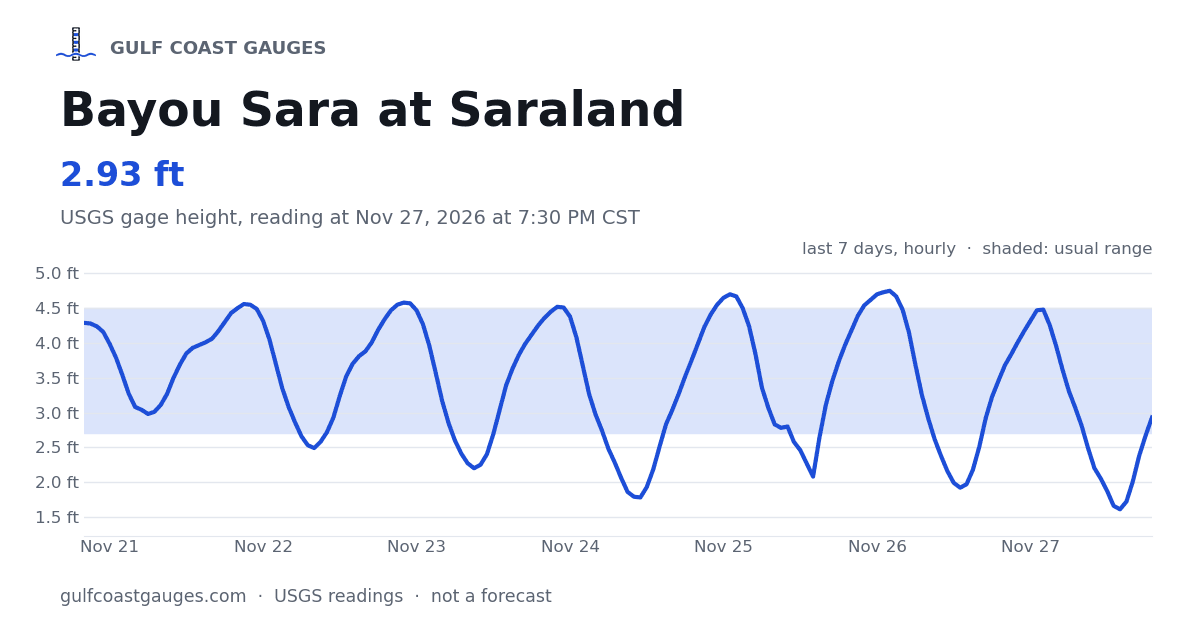 GULF COAST GAUGES
Bayou Sara at Saraland
2.93 ft
USGS gage height, reading at Nov 27, 2026 at 7:30 PM CST
last 7 days, hourly · shaded: usual range
5.0 ft
4.5 ft
4.0 ft
3.5 ft
3.0 ft
2.5 ft
2.0 ft
1.5 ft
Nov 21 Nov 22 Nov 23 Nov 24 Nov 25 Nov 26 Nov 27
gulfcoastgauges.com · USGS readings · not a forecast